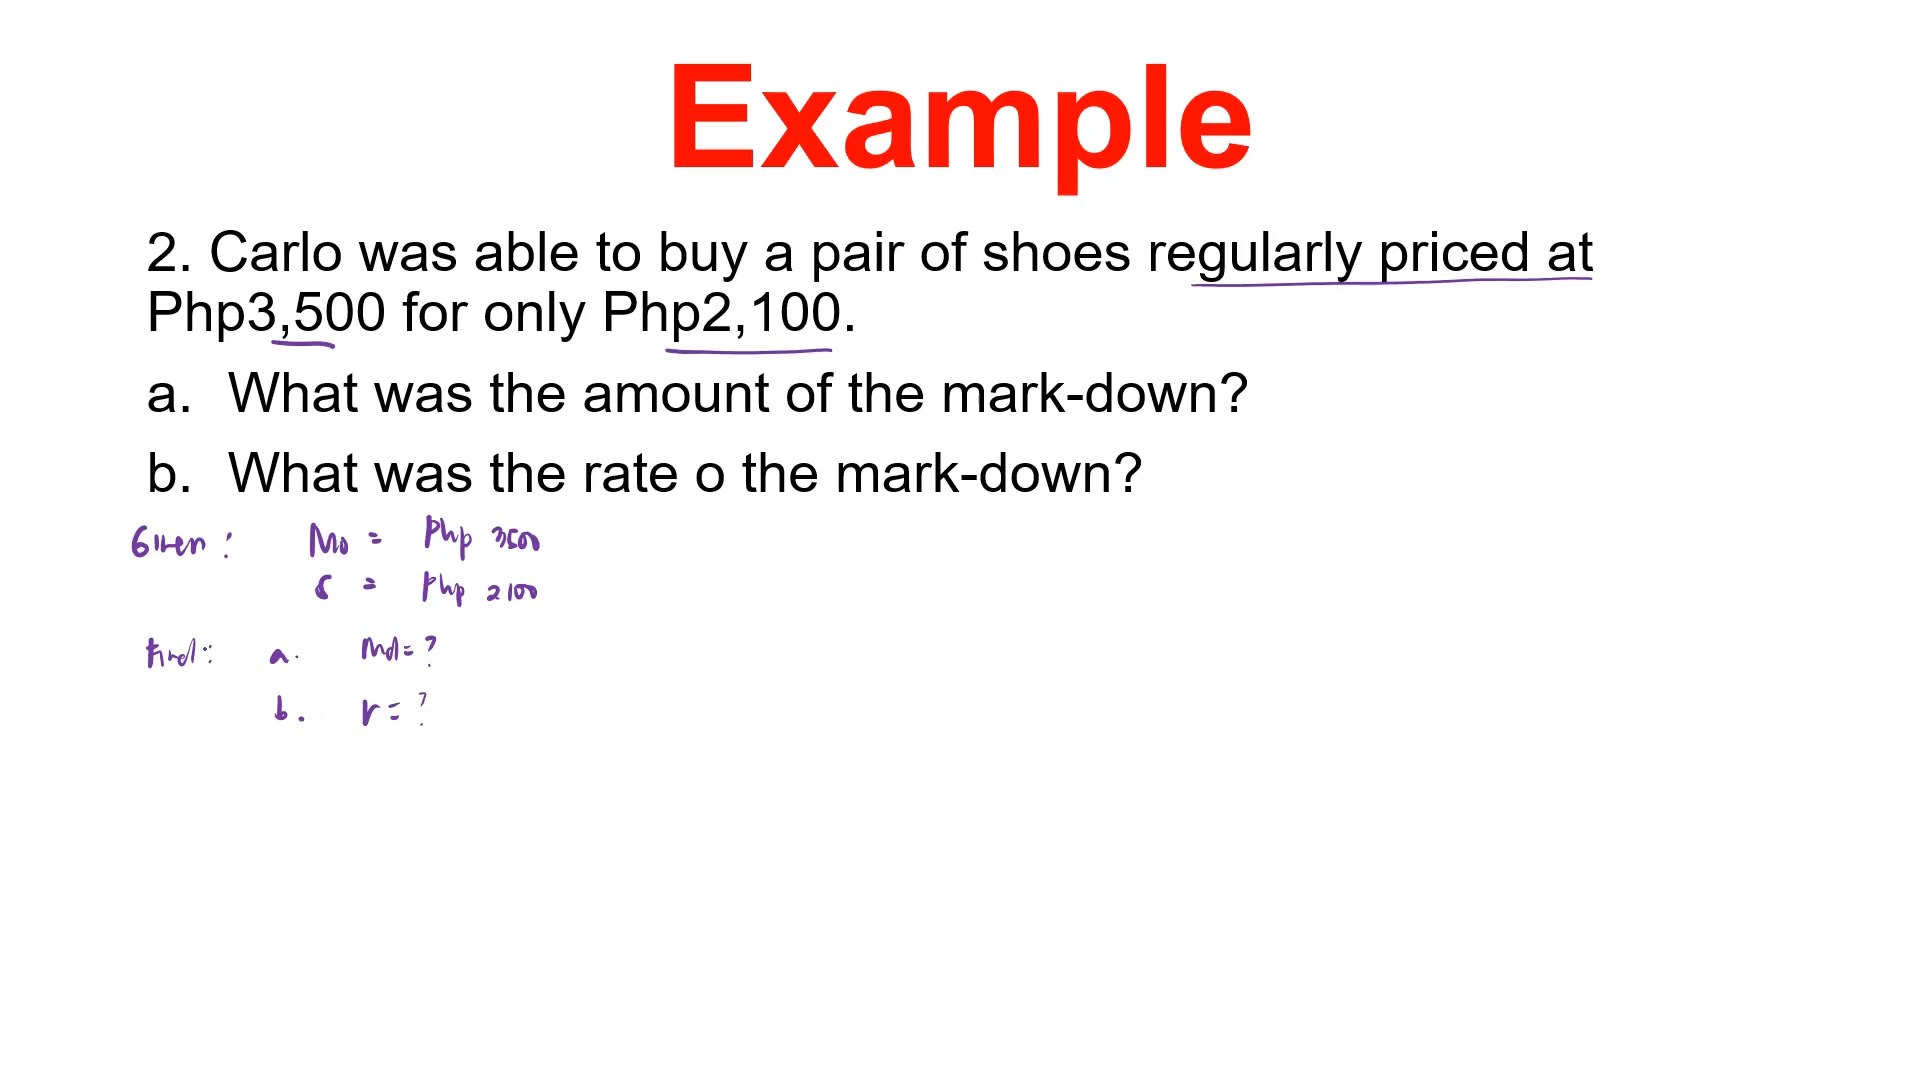 Example
2. Carlo was able to buy a pair of shoes regularly priced at
Php3,500 for only Php2,100.
a. What was the amount of the mark-down?
b. What was the rate o the mark-down?
Given : Mo = Php 3500
S = Php 2100
Find : a. Md = ?
b. r = ?